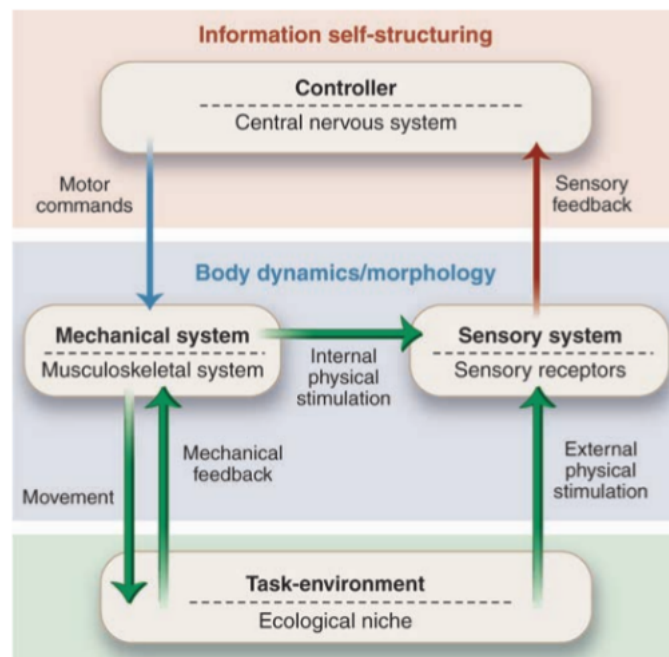 Information self-structuring
Controller
Central nervous system
Motor
commands
Sensory
feedback
Body dynamics/morphology
Mechanical system
Musculoskeletal system
Internal
physical
stimulation
Sensory system
Sensory receptors
Mechanical
feedback
Movement
External
physical
stimulation
Task-environment
Ecological niche